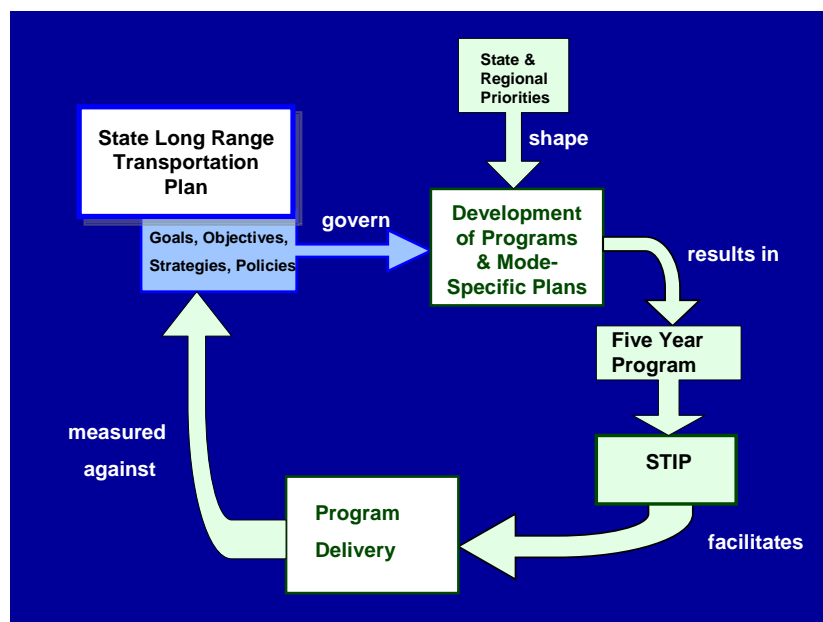 State &
Regional
Priorities
shape
State Long Range
Transportation
Plan
Goals, Objectives,
Strategies, Policies
govern
Development
of Programs
& Mode-
Specific Plans
results in
Five Year
Program
STIP
facilitates
Program
Delivery
measured
against